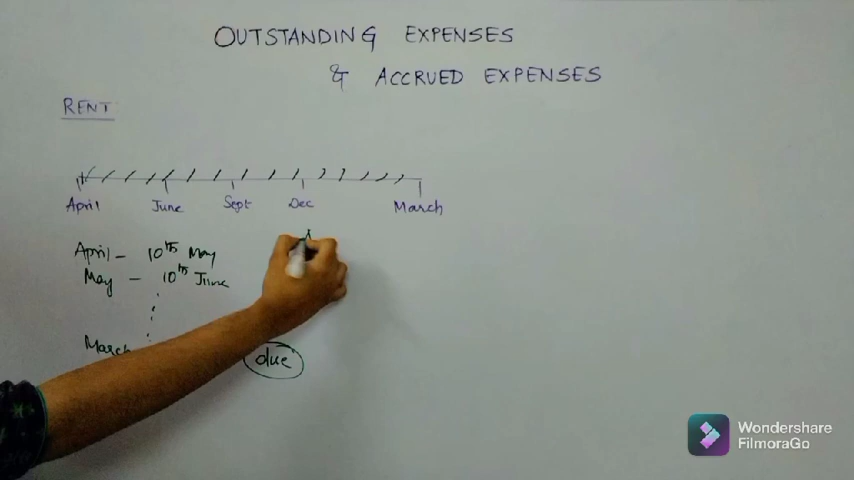 OUTSTANDING EXPENSES
& ACCRUED EXPENSES
RENT
April June Sept Dec March
April - 10th May
May - 10th June
March
due
Wondershare
FilmoraGo